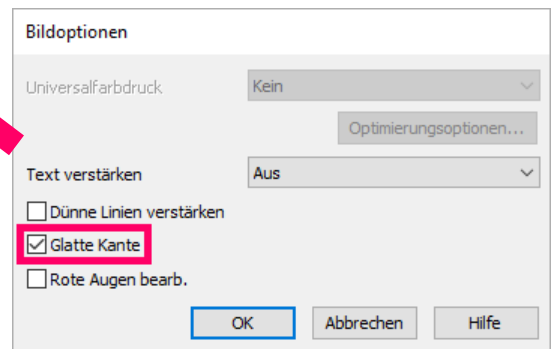 Bildoptionen
Universalfarbdruck Kein
Optimierungsoptionen...
Text verstärken Aus
Dünne Linien verstärken
Glatte Kante
Rote Augen bearb.
OK Abbrechen Hilfe